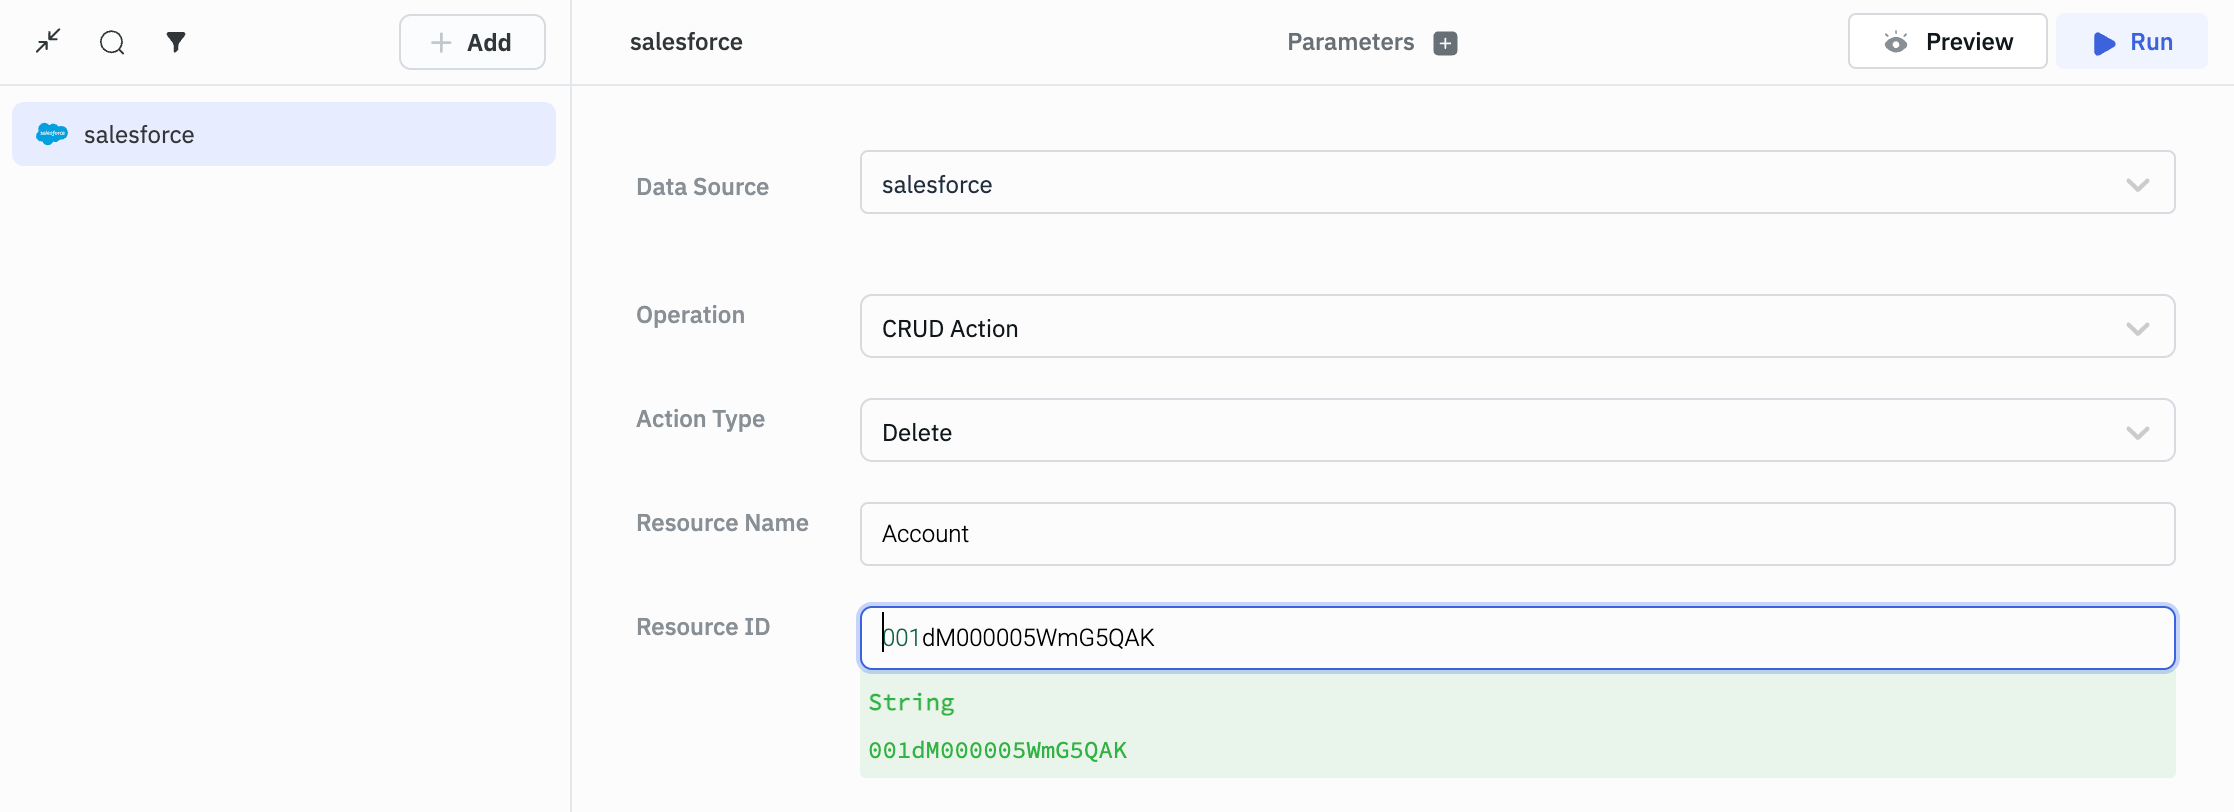 Add
salesforce
Parameters
Preview
Run
salesforce
salesforce
Data Source
salesforce
Operation
CRUD Action
Action Type
Delete
Resource Name
Account
Resource ID
001dM000005WmG5QAK
String
001dM000005WmG5QAK